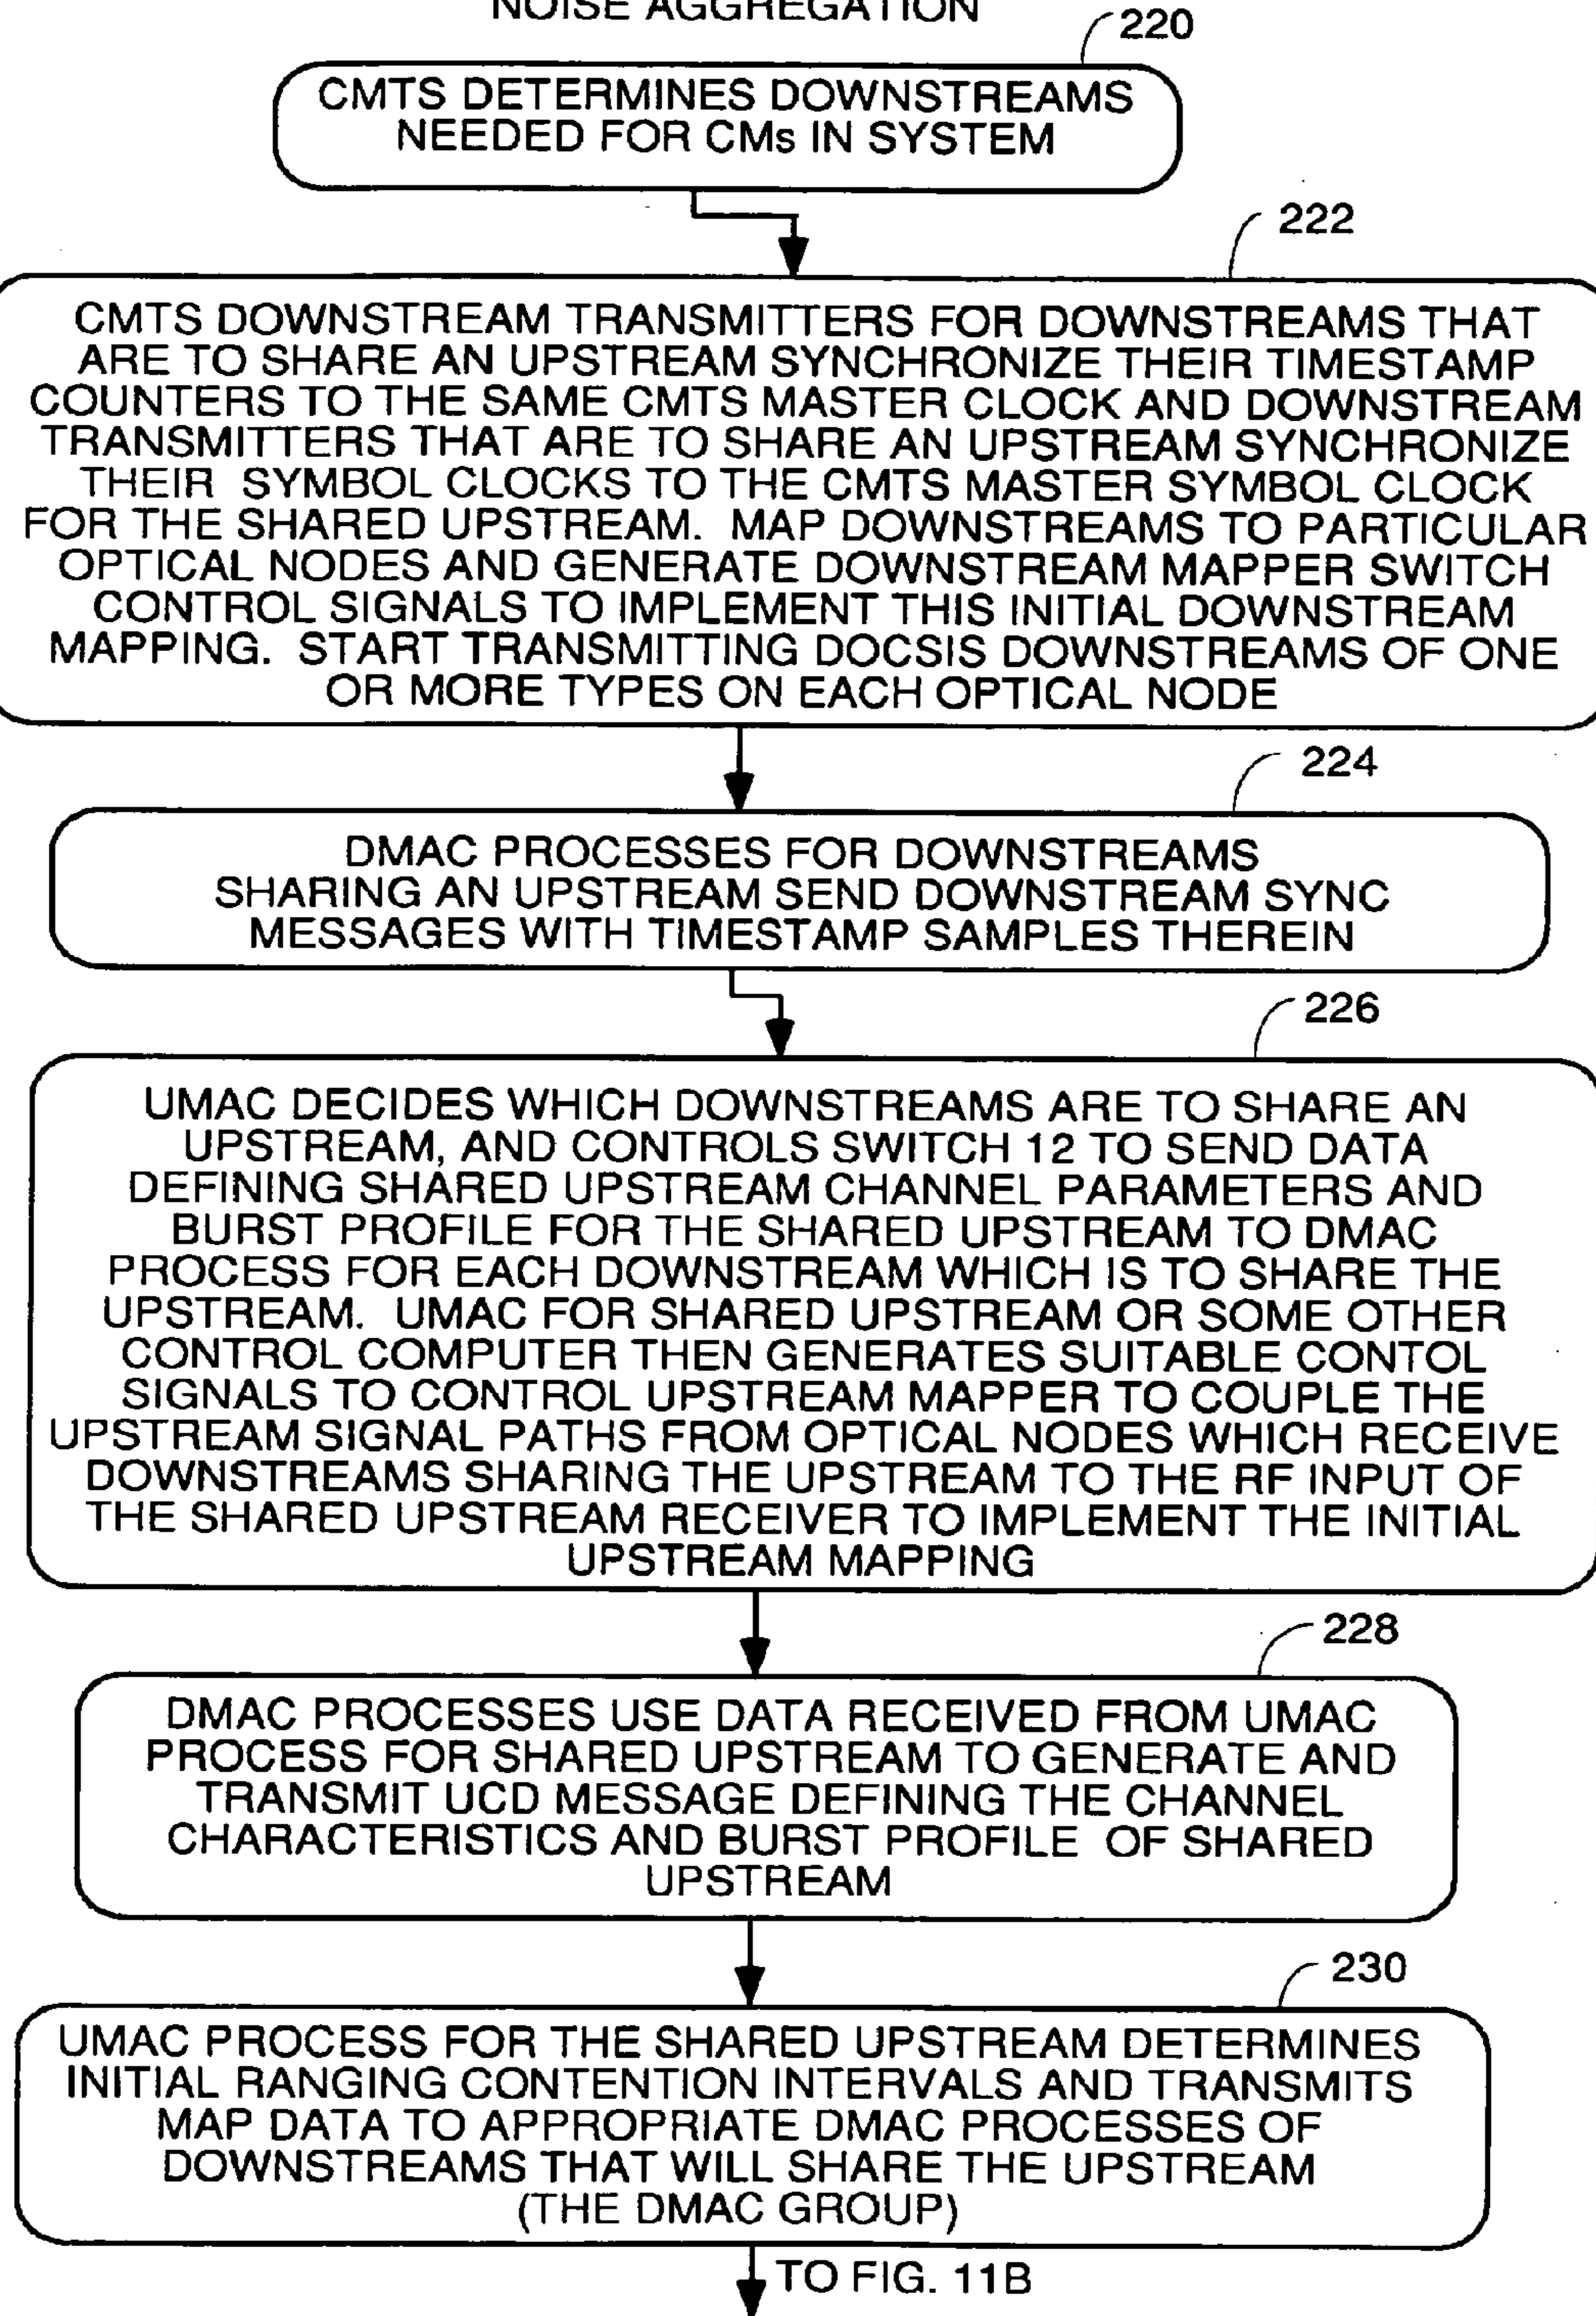 NOISE AGGREGATION
220
CMTS DETERMINES DOWNSTREAMS
NEEDED FOR CMs IN SYSTEM
222
CMTS DOWNSTREAM TRANSMITTERS FOR DOWNSTREAMS THAT
ARE TO SHARE AN UPSTREAM SYNCHRONIZE THEIR TIMESTAMP
COUNTERS TO THE SAME CMTS MASTER CLOCK AND DOWNSTREAM
TRANSMITTERS THAT ARE TO SHARE AN UPSTREAM SYNCHRONIZE
THEIR SYMBOL CLOCKS TO THE CMTS MASTER SYMBOL CLOCK
FOR THE SHARED UPSTREAM. MAP DOWNSTREAMS TO PARTICULAR
OPTICAL NODES AND GENERATE DOWNSTREAM MAPPER SWITCH
CONTROL SIGNALS TO IMPLEMENT THIS INITIAL DOWNSTREAM
MAPPING. START TRANSMITTING DOCSIS DOWNSTREAMS OF ONE
OR MORE TYPES ON EACH OPTICAL NODE
224
DMAC PROCESSES FOR DOWNSTREAMS
SHARING AN UPSTREAM SEND DOWNSTREAM SYNC
MESSAGES WITH TIMESTAMP SAMPLES THEREIN
226
UMAC DECIDES WHICH DOWNSTREAMS ARE TO SHARE AN
UPSTREAM, AND CONTROLS SWITCH 12 TO SEND DATA
DEFINING SHARED UPSTREAM CHANNEL PARAMETERS AND
BURST PROFILE FOR THE SHARED UPSTREAM TO DMAC
PROCESS FOR EACH DOWNSTREAM WHICH IS TO SHARE THE
UPSTREAM. UMAC FOR SHARED UPSTREAM OR SOME OTHER
CONTROL COMPUTER THEN GENERATES SUITABLE CONTOL
SIGNALS TO CONTROL UPSTREAM MAPPER TO COUPLE THE
UPSTREAM SIGNAL PATHS FROM OPTICAL NODES WHICH RECEIVE
DOWNSTREAMS SHARING THE UPSTREAM TO THE RF INPUT OF
THE SHARED UPSTREAM RECEIVER TO IMPLEMENT THE INITIAL
UPSTREAM MAPPING
228
DMAC PROCESSES USE DATA RECEIVED FROM UMAC
PROCESS FOR SHARED UPSTREAM TO GENERATE AND
TRANSMIT UCD MESSAGE DEFINING THE CHANNEL
CHARACTERISTICS AND BURST PROFILE OF SHARED
UPSTREAM
230
UMAC PROCESS FOR THE SHARED UPSTREAM DETERMINES
INITIAL RANGING CONTENTION INTERVALS AND TRANSMITS
MAP DATA TO APPROPRIATE DMAC PROCESSES OF
DOWNSTREAMS THAT WILL SHARE THE UPSTREAM
(THE DMAC GROUP)
TO FIG. 11B